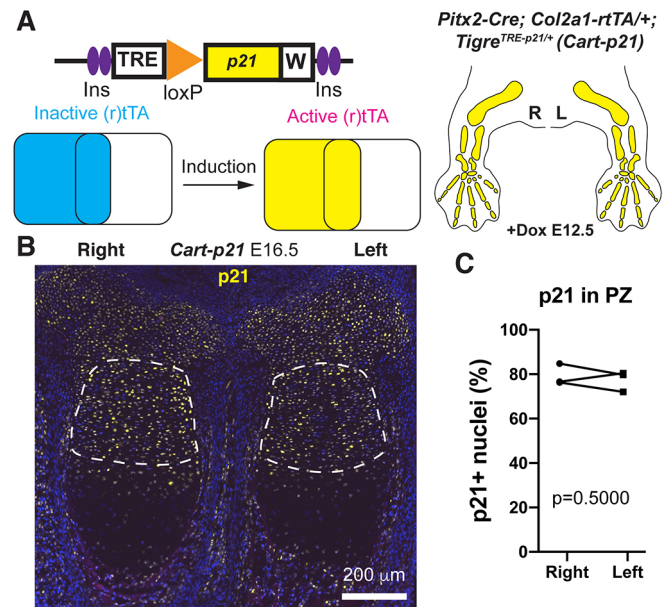 A
TRE
p21
W
Ins
loxP
Ins
Inactive (r)tTA
Active (r)tTA
Induction
Pitx2-Cre; Col2a1-rtTA/+;
Tigre^TRE-p21/+ (Cart-p21)
R L
+Dox E12.5
B
Right
Cart-p21 E16.5
Left
p21
200 μm
C
p21 in PZ
p21+ nuclei (%)
100
80
60
40
20
0
p=0.5000
Right
Left